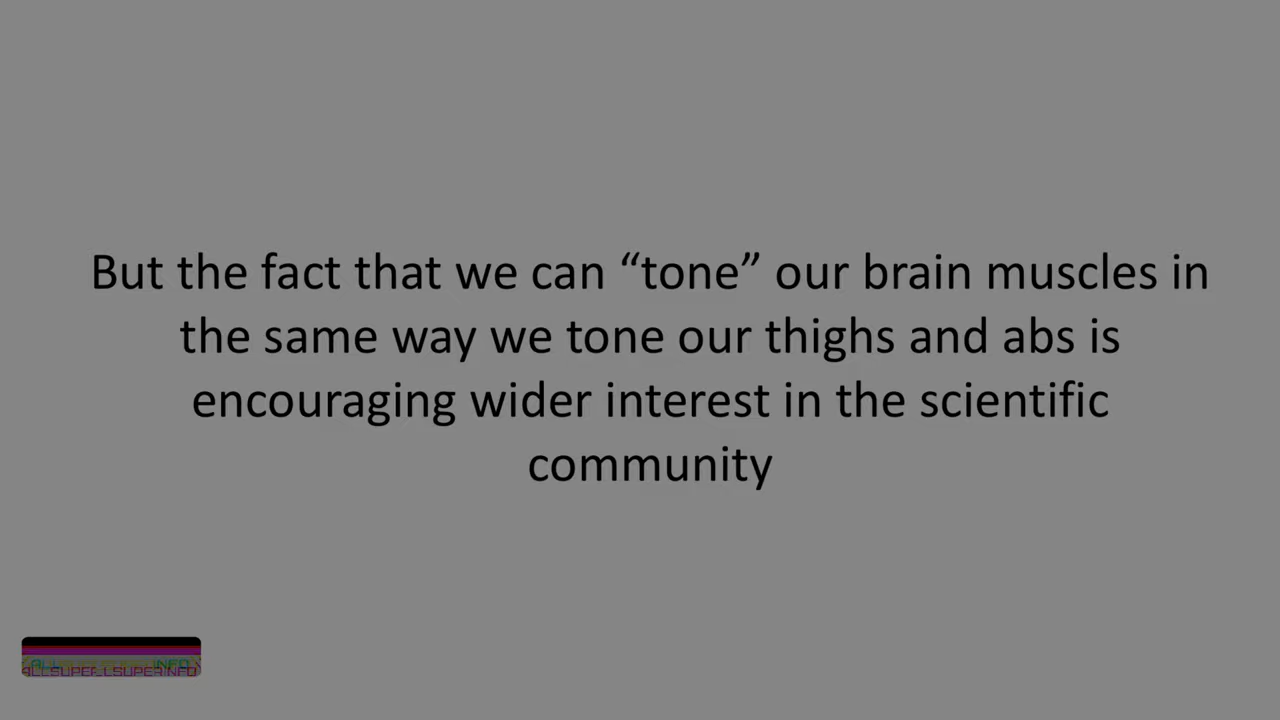 But the fact that we can “tone” our brain muscles in
the same way we tone our thighs and abs is
encouraging wider interest in the scientific
community